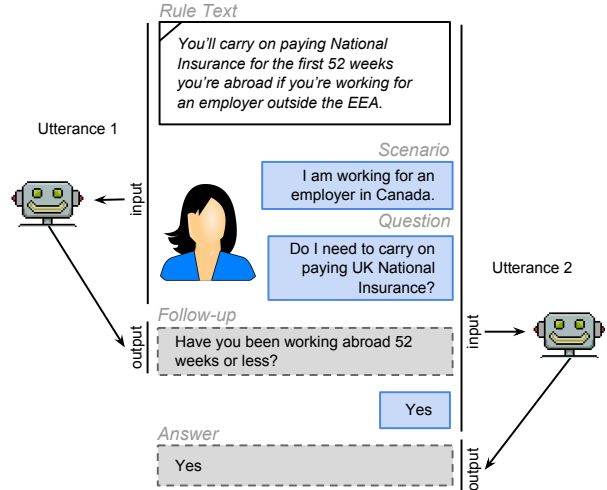 Rule Text
You'll carry on paying National
Insurance for the first 52 weeks
you're abroad if you're working for
an employer outside the EEA.
Utterance 1
Scenario
I am working for an
employer in Canada.
input
Question
Do I need to carry on
paying UK National
Insurance?
Utterance 2
Follow-up
Have you been working abroad 52
weeks or less?
output
input
Yes
Answer
Yes
output